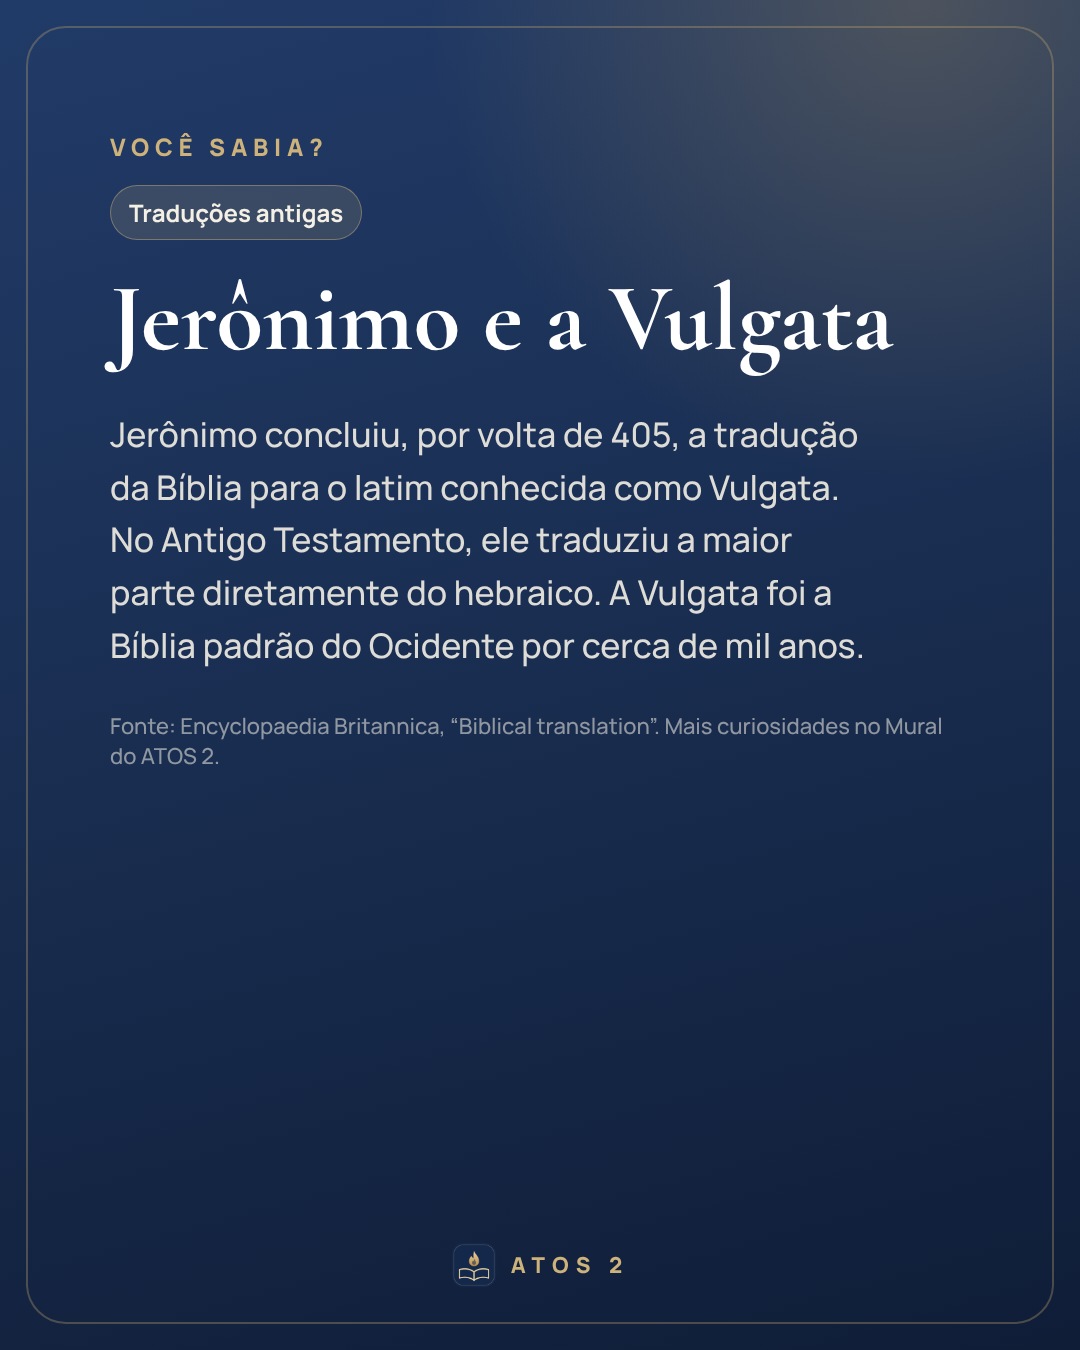 VOCÊ SABIA?
Traduções antigas
Jerônimo e a Vulgata
Jerônimo concluiu, por volta de 405, a tradução
da Bíblia para o latim conhecida como Vulgata.
No Antigo Testamento, ele traduziu a maior
parte diretamente do hebraico. A Vulgata foi a
Bíblia padrão do Ocidente por cerca de mil anos.
Fonte: Encyclopaedia Britannica, “Biblical translation”. Mais curiosidades no Mural
do ATOS 2.
ATOS 2